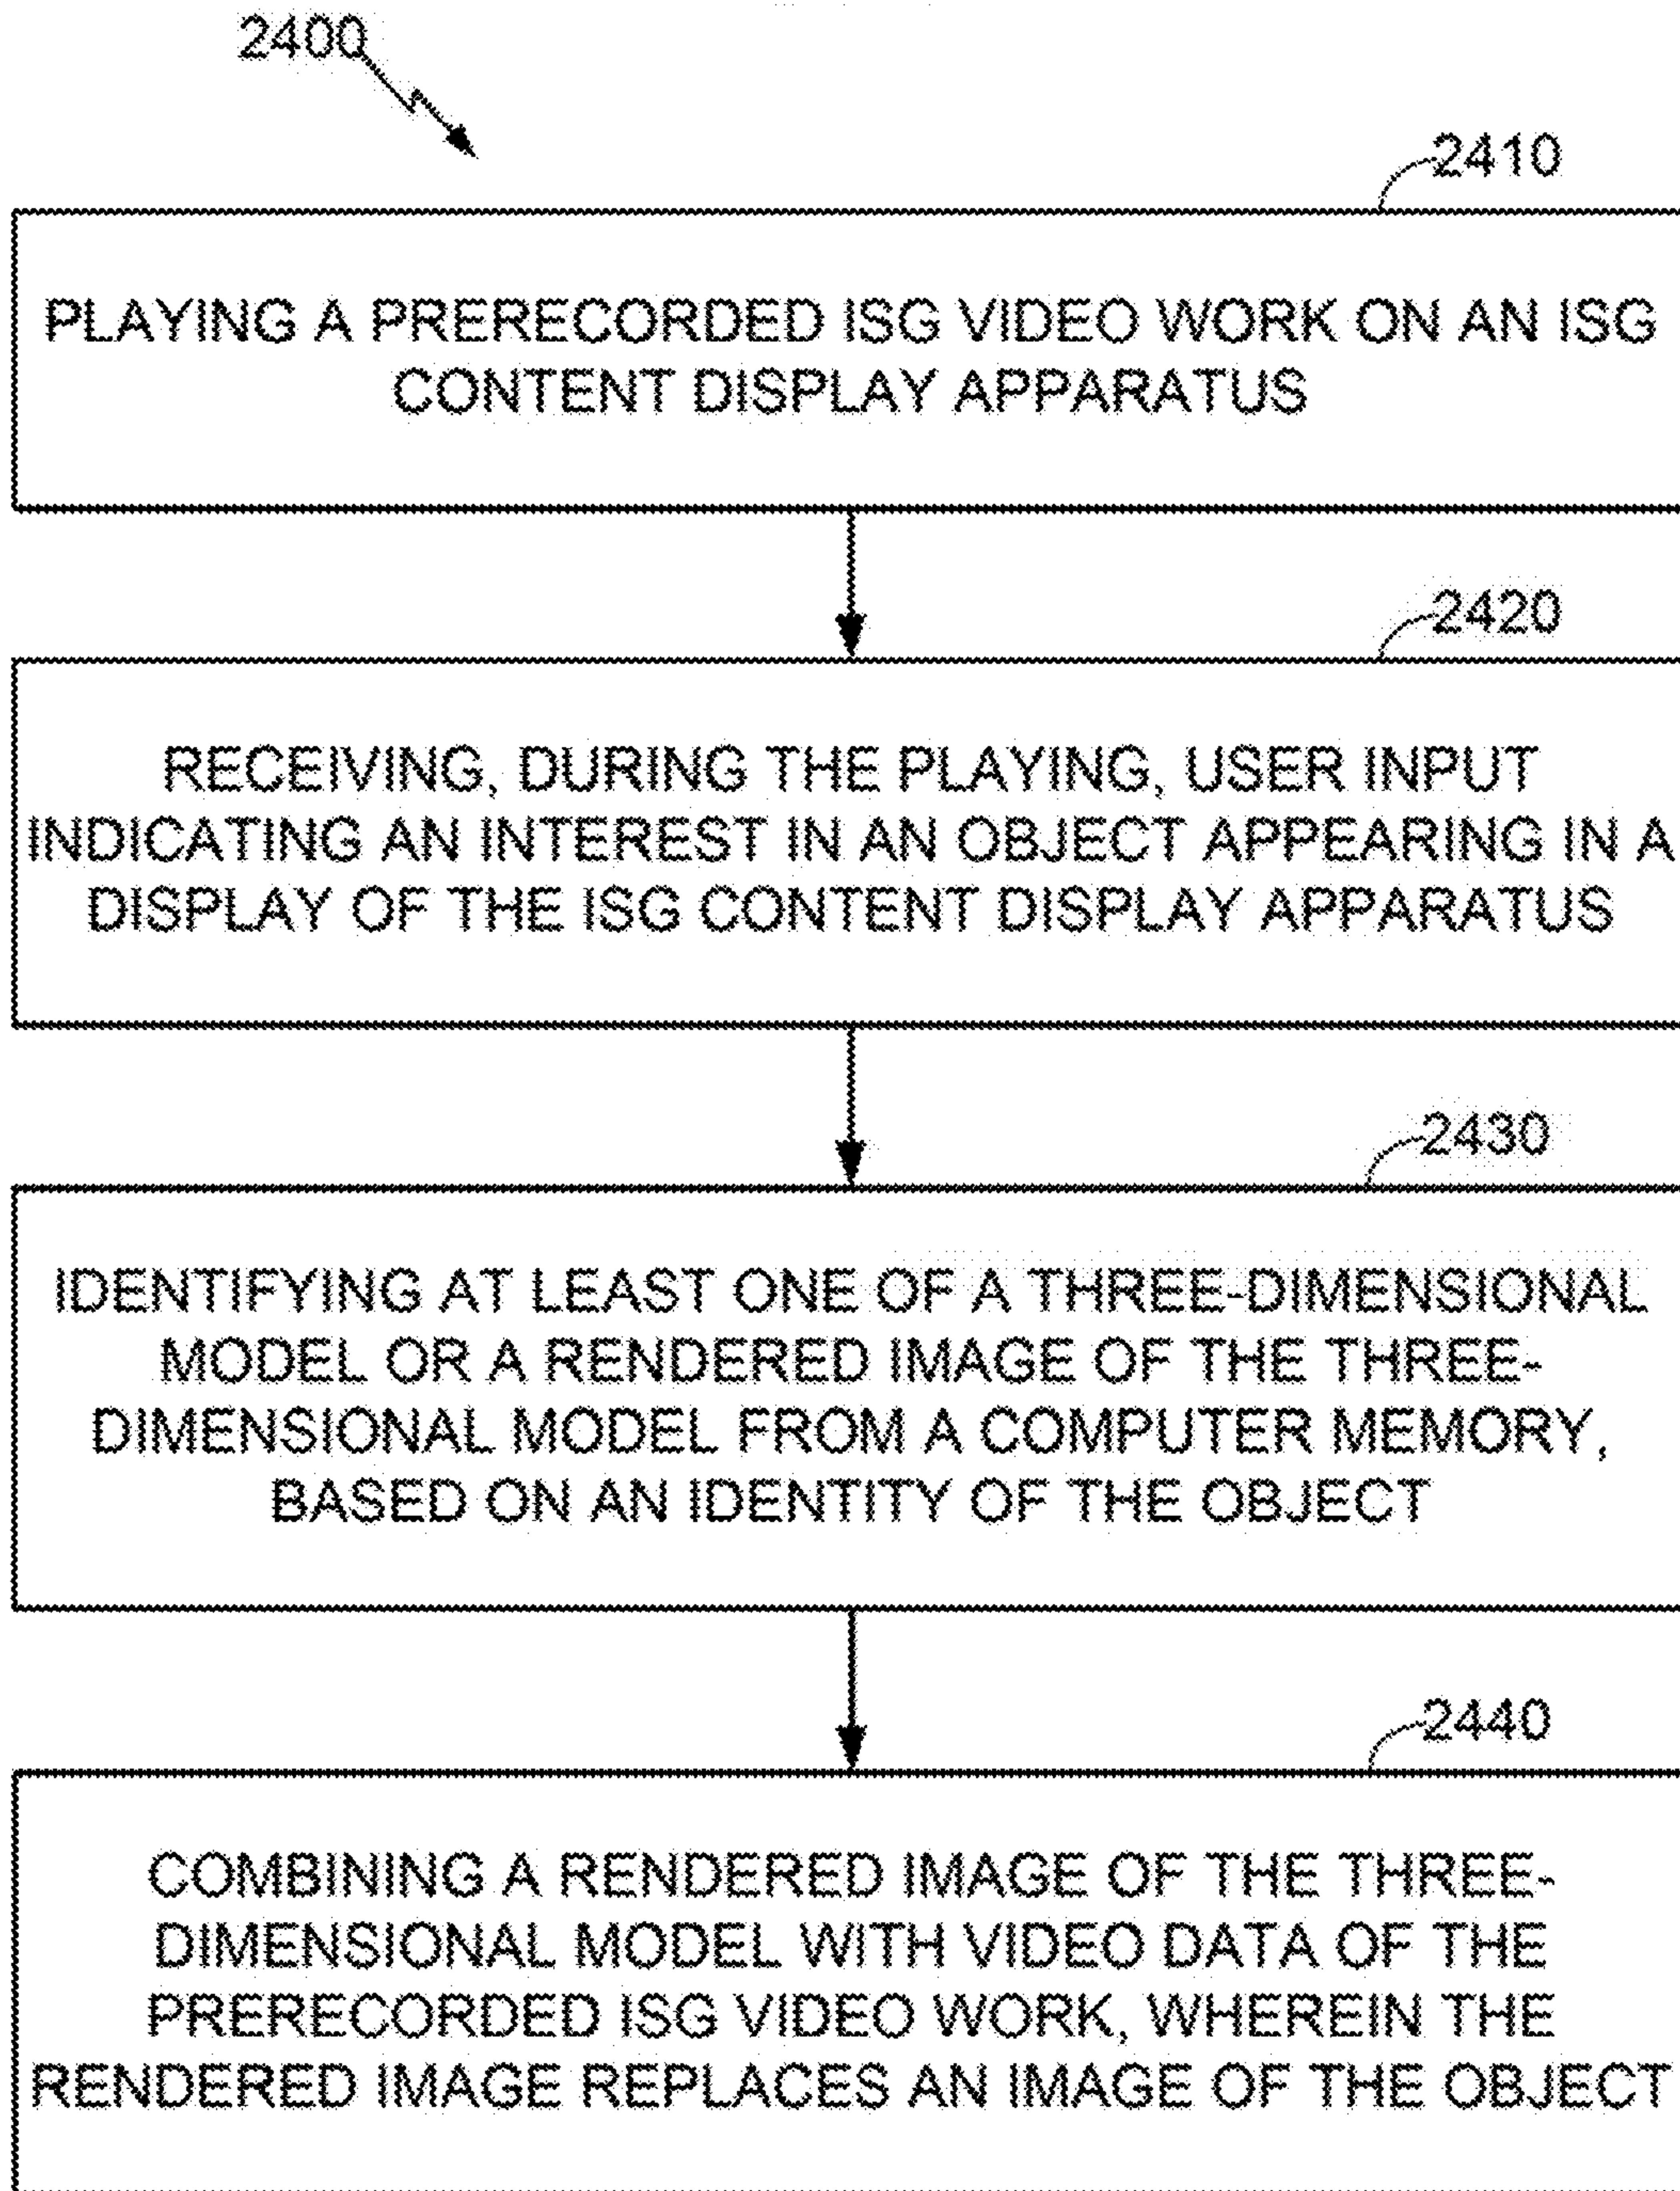 2400
2410
PLAYING A PRERECORDED ISG VIDEO WORK ON AN ISG
CONTENT DISPLAY APPARATUS
2420
RECEIVING, DURING THE PLAYING, USER INPUT
INDICATING AN INTEREST IN AN OBJECT APPEARING IN A
DISPLAY OF THE ISG CONTENT DISPLAY APPARATUS
2430
IDENTIFYING AT LEAST ONE OF A THREE-DIMENSIONAL
MODEL OR A RENDERED IMAGE OF THE THREE-
DIMENSIONAL MODEL FROM A COMPUTER MEMORY,
BASED ON AN IDENTITY OF THE OBJECT
2440
COMBINING A RENDERED IMAGE OF THE THREE-
DIMENSIONAL MODEL WITH VIDEO DATA OF THE
PRERECORDED ISG VIDEO WORK, WHEREIN THE
RENDERED IMAGE REPLACES AN IMAGE OF THE OBJECT